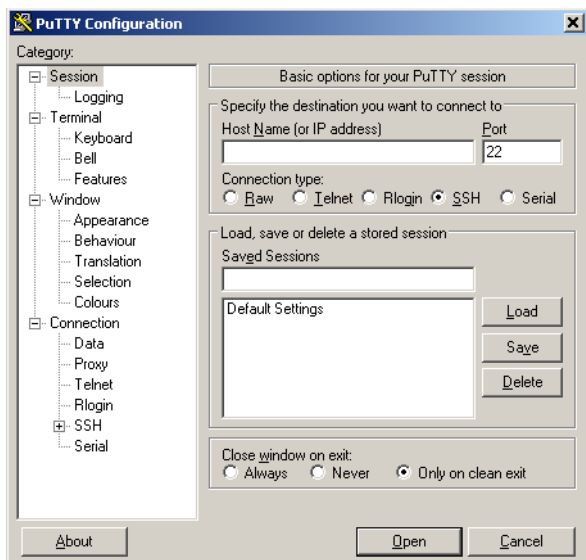 PuTTY Configuration
Category:
Session
Logging
Terminal
Keyboard
Bell
Features
Window
Appearance
Behaviour
Translation
Selection
Colours
Connection
Data
Proxy
Telnet
Rlogin
SSH
Serial
Basic options for your PuTTY session
Specify the destination you want to connect to
Host Name (or IP address) Port
22
Connection type:
Raw Telnet Rlogin SSH Serial
Load, save or delete a stored session
Saved Sessions
Default Settings
Load
Save
Delete
Close window on exit:
Always Never Only on clean exit
About Open Cancel